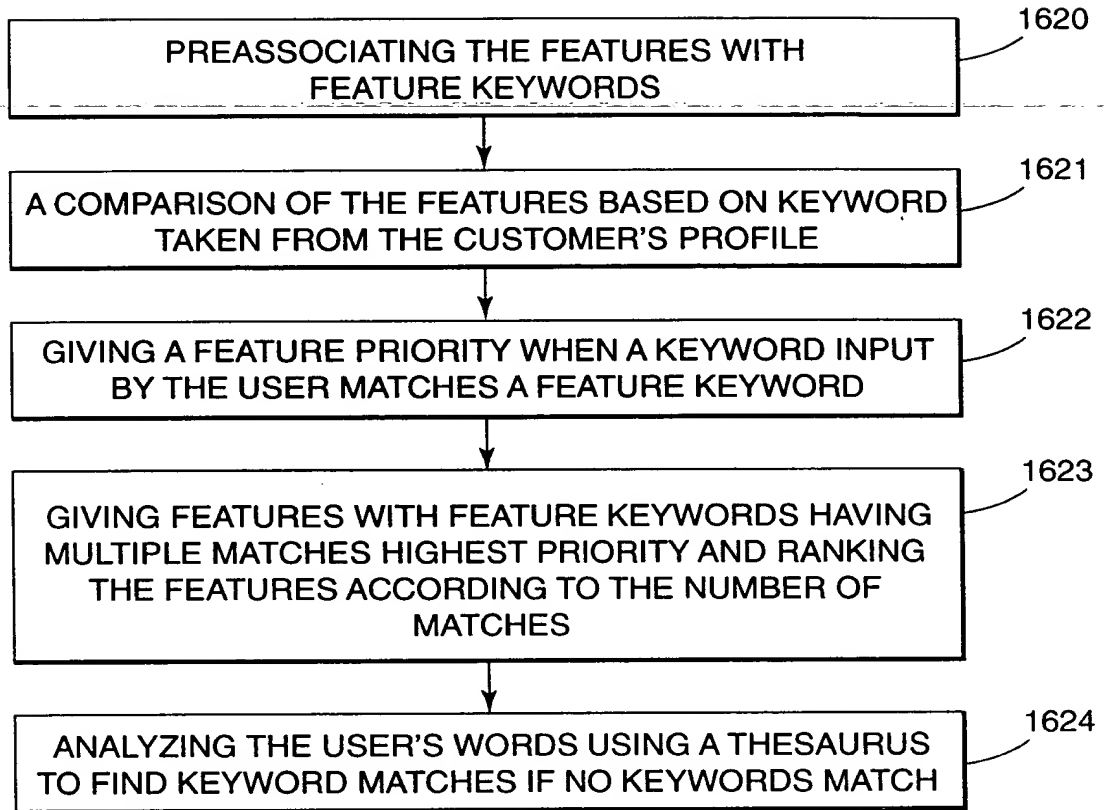 1620
PREASSOCIATING THE FEATURES WITH
FEATURE KEYWORDS
1621
A COMPARISON OF THE FEATURES BASED ON KEYWORD
TAKEN FROM THE CUSTOMER'S PROFILE
1622
GIVING A FEATURE PRIORITY WHEN A KEYWORD INPUT
BY THE USER MATCHES A FEATURE KEYWORD
1623
GIVING FEATURES WITH FEATURE KEYWORDS HAVING
MULTIPLE MATCHES HIGHEST PRIORITY AND RANKING
THE FEATURES ACCORDING TO THE NUMBER OF
MATCHES
1624
ANALYZING THE USER'S WORDS USING A THESAURUS
TO FIND KEYWORD MATCHES IF NO KEYWORDS MATCH